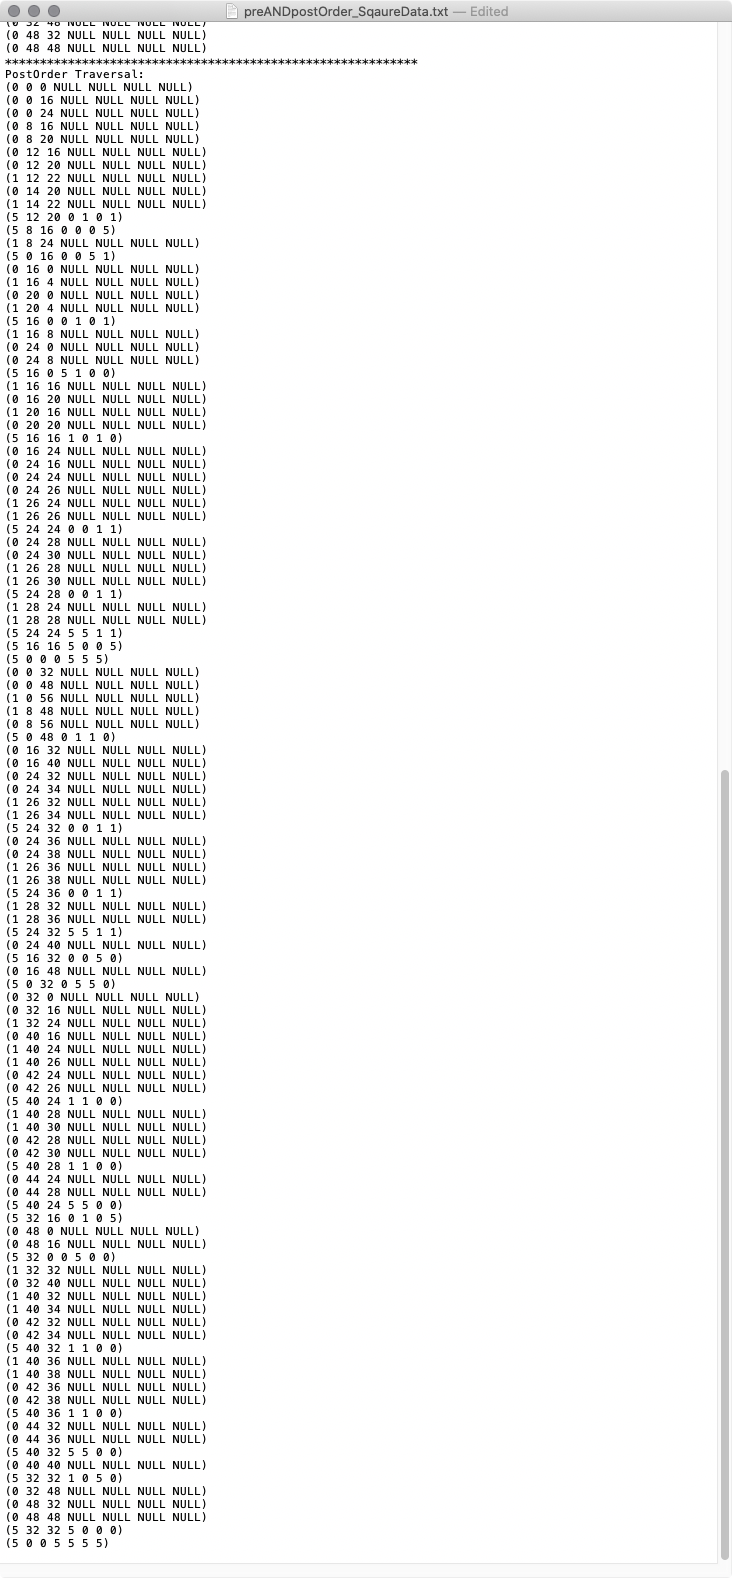 preANDpostOrder_SqaureData.txt — Edited
(0 32 48 NULL NULL NULL NULL)
(0 48 32 NULL NULL NULL NULL)
(0 48 48 NULL NULL NULL NULL)
***********************************************************
PostOrder Traversal:
(0 0 0 NULL NULL NULL NULL)
(0 0 16 NULL NULL NULL NULL)
(0 0 24 NULL NULL NULL NULL)
(0 8 16 NULL NULL NULL NULL)
(0 8 20 NULL NULL NULL NULL)
(0 12 16 NULL NULL NULL NULL)
(0 12 20 NULL NULL NULL NULL)
(1 12 22 NULL NULL NULL NULL)
(0 14 20 NULL NULL NULL NULL)
(1 14 22 NULL NULL NULL NULL)
(5 12 20 0 1 0 1)
(5 8 16 0 0 0 5)
(1 8 24 NULL NULL NULL NULL)
(5 0 16 0 0 5 1)
(0 16 0 NULL NULL NULL NULL)
(1 16 4 NULL NULL NULL NULL)
(0 20 0 NULL NULL NULL NULL)
(1 20 4 NULL NULL NULL NULL)
(5 16 0 0 1 0 1)
(1 16 8 NULL NULL NULL NULL)
(0 24 0 NULL NULL NULL NULL)
(0 24 8 NULL NULL NULL NULL)
(5 16 0 5 1 0 0)
(1 16 16 NULL NULL NULL NULL)
(0 16 20 NULL NULL NULL NULL)
(1 20 16 NULL NULL NULL NULL)
(0 20 20 NULL NULL NULL NULL)
(5 16 16 1 0 1 0)
(0 16 24 NULL NULL NULL NULL)
(0 24 16 NULL NULL NULL NULL)
(0 24 24 NULL NULL NULL NULL)
(0 24 26 NULL NULL NULL NULL)
(1 26 24 NULL NULL NULL NULL)
(1 26 26 NULL NULL NULL NULL)
(5 24 24 0 0 1 1)
(0 24 28 NULL NULL NULL NULL)
(0 24 30 NULL NULL NULL NULL)
(1 26 28 NULL NULL NULL NULL)
(1 26 30 NULL NULL NULL NULL)
(5 24 28 0 0 1 1)
(1 28 24 NULL NULL NULL NULL)
(1 28 28 NULL NULL NULL NULL)
(5 24 24 5 5 1 1)
(5 16 16 5 0 0 5)
(5 0 0 0 5 5 5)
(0 0 32 NULL NULL NULL NULL)
(0 0 48 NULL NULL NULL NULL)
(1 0 56 NULL NULL NULL NULL)
(1 8 48 NULL NULL NULL NULL)
(0 8 56 NULL NULL NULL NULL)
(5 0 48 0 1 1 0)
(0 16 32 NULL NULL NULL NULL)
(0 16 40 NULL NULL NULL NULL)
(0 24 32 NULL NULL NULL NULL)
(0 24 34 NULL NULL NULL NULL)
(1 26 32 NULL NULL NULL NULL)
(1 26 34 NULL NULL NULL NULL)
(5 24 32 0 0 1 1)
(0 24 36 NULL NULL NULL NULL)
(0 24 38 NULL NULL NULL NULL)
(1 26 36 NULL NULL NULL NULL)
(1 26 38 NULL NULL NULL NULL)
(5 24 36 0 0 1 1)
(1 28 32 NULL NULL NULL NULL)
(1 28 36 NULL NULL NULL NULL)
(5 24 32 5 5 1 1)
(0 24 40 NULL NULL NULL NULL)
(5 16 32 0 0 5 0)
(0 16 48 NULL NULL NULL NULL)
(5 0 32 0 5 5 0)
(0 32 0 NULL NULL NULL NULL)
(0 32 16 NULL NULL NULL NULL)
(1 32 24 NULL NULL NULL NULL)
(0 40 16 NULL NULL NULL NULL)
(1 40 24 NULL NULL NULL NULL)
(1 40 26 NULL NULL NULL NULL)
(0 42 24 NULL NULL NULL NULL)
(0 42 26 NULL NULL NULL NULL)
(5 40 24 1 1 0 0)
(1 40 28 NULL NULL NULL NULL)
(1 40 30 NULL NULL NULL NULL)
(0 42 28 NULL NULL NULL NULL)
(0 42 30 NULL NULL NULL NULL)
(5 40 28 1 1 0 0)
(0 44 24 NULL NULL NULL NULL)
(0 44 28 NULL NULL NULL NULL)
(5 40 24 5 5 0 0)
(5 32 16 0 1 0 5)
(0 48 0 NULL NULL NULL NULL)
(0 48 16 NULL NULL NULL NULL)
(5 32 0 0 5 0 0)
(1 32 32 NULL NULL NULL NULL)
(0 32 40 NULL NULL NULL NULL)
(1 40 32 NULL NULL NULL NULL)
(1 40 34 NULL NULL NULL NULL)
(0 42 32 NULL NULL NULL NULL)
(0 42 34 NULL NULL NULL NULL)
(5 40 32 1 1 0 0)
(1 40 36 NULL NULL NULL NULL)
(1 40 38 NULL NULL NULL NULL)
(0 42 36 NULL NULL NULL NULL)
(0 42 38 NULL NULL NULL NULL)
(5 40 36 1 1 0 0)
(0 44 32 NULL NULL NULL NULL)
(0 44 36 NULL NULL NULL NULL)
(5 40 32 5 5 0 0)
(0 40 40 NULL NULL NULL NULL)
(5 32 32 1 0 5 0)
(0 32 48 NULL NULL NULL NULL)
(0 48 32 NULL NULL NULL NULL)
(0 48 48 NULL NULL NULL NULL)
(5 32 32 5 0 0 0)
(5 0 0 5 5 5 5)